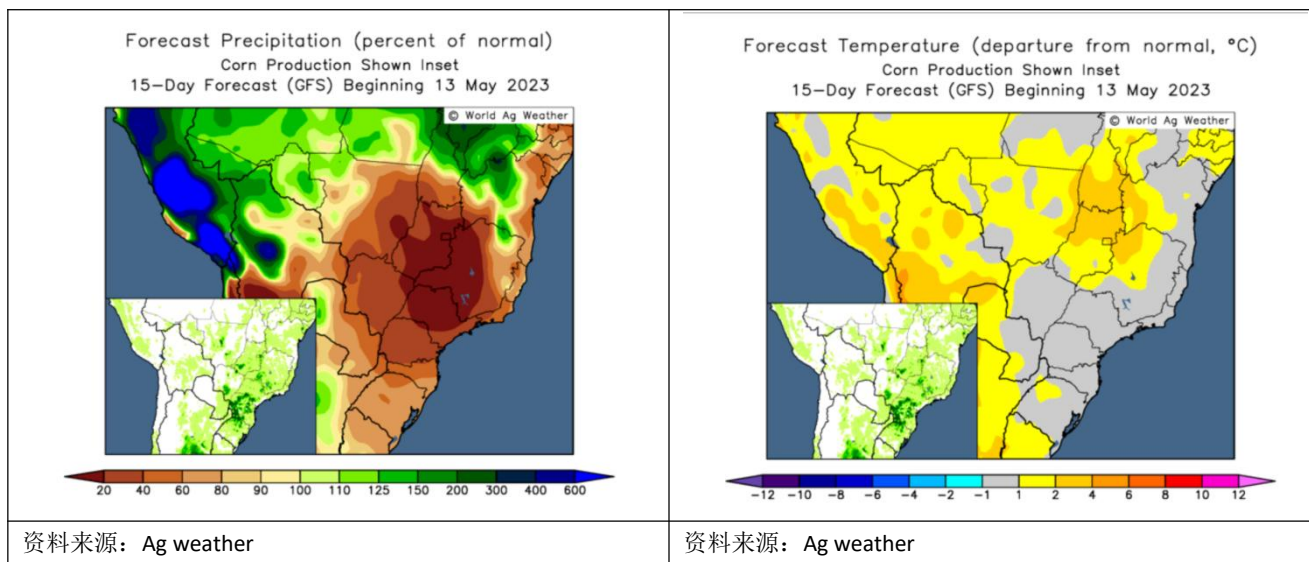 Forecast Precipitation (percent of normal)
Corn Production Shown Inset
15-Day Forecast (GFS) Beginning 13 May 2023
© World Ag Weather
20 40 60 80 90 100 110 125 150 200 300 400 600
资料来源：Ag weather
Forecast Temperature (departure from normal, °C)
Corn Production Shown Inset
15-Day Forecast (GFS) Beginning 13 May 2023
© World Ag Weather
-12 -10 -8 -6 -4 -2 -1 1 2 4 6 8 10 12
资料来源：Ag weather